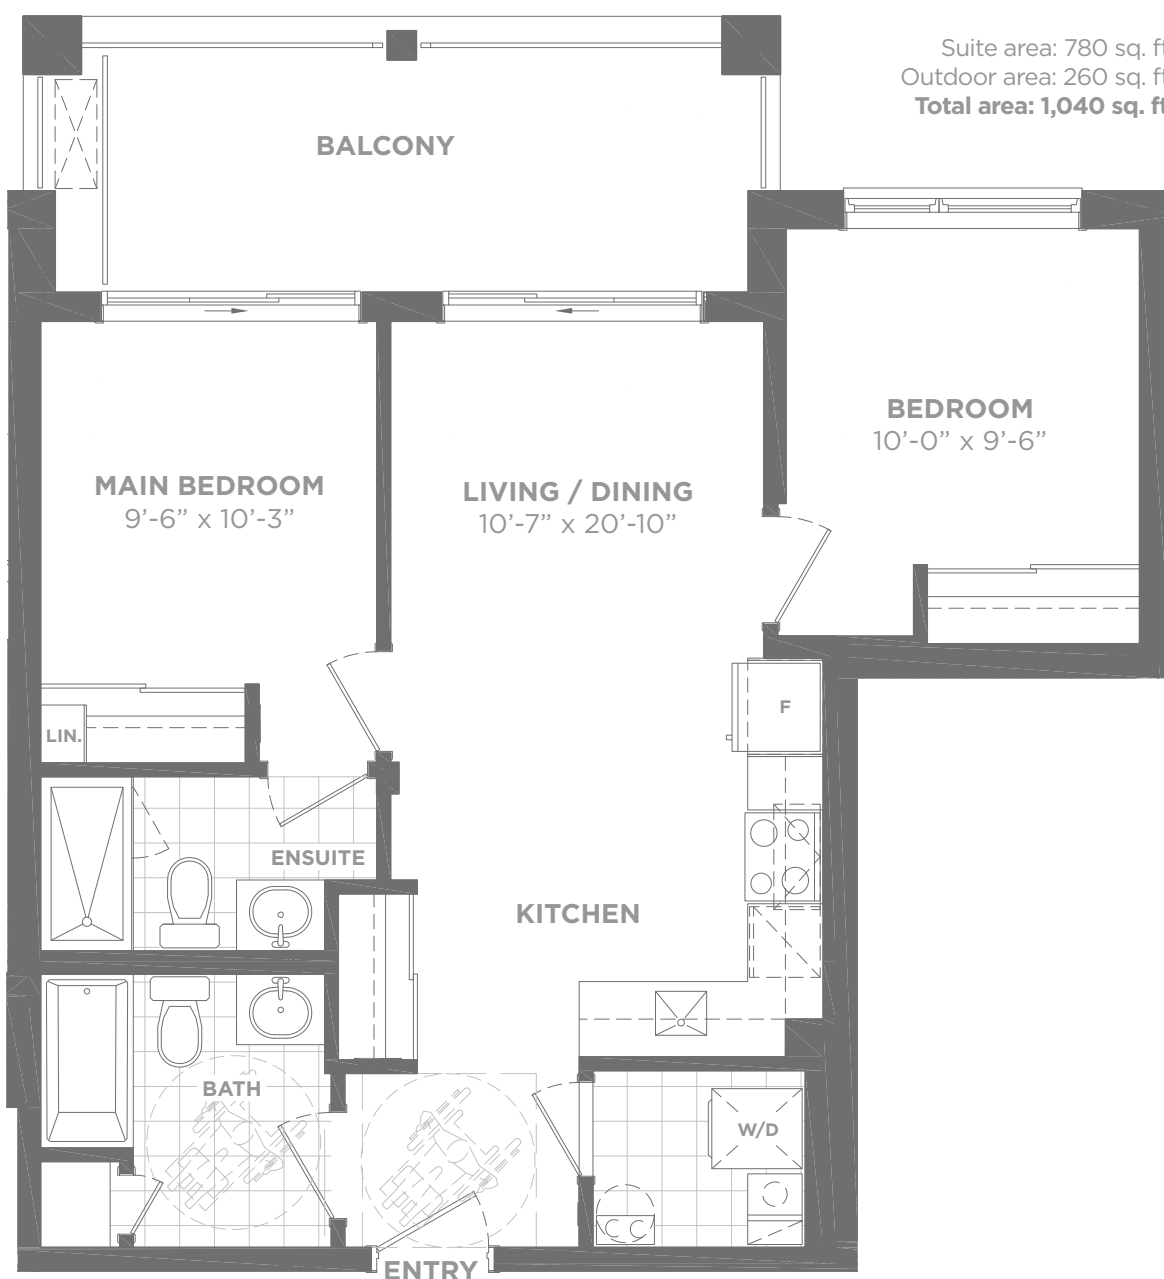 Suite area: 780 sq. ft
Outdoor area: 260 sq. ft
Total area: 1,040 sq. ft
BALCONY
BEDROOM
10’-0” x 9’-6”
MAIN BEDROOM
9’-6” x 10’-3”
LIVING / DINING
10’-7” x 20’-10”
F
LIN.
ENSUITE
KITCHEN
BATH
W/D
ENTRY